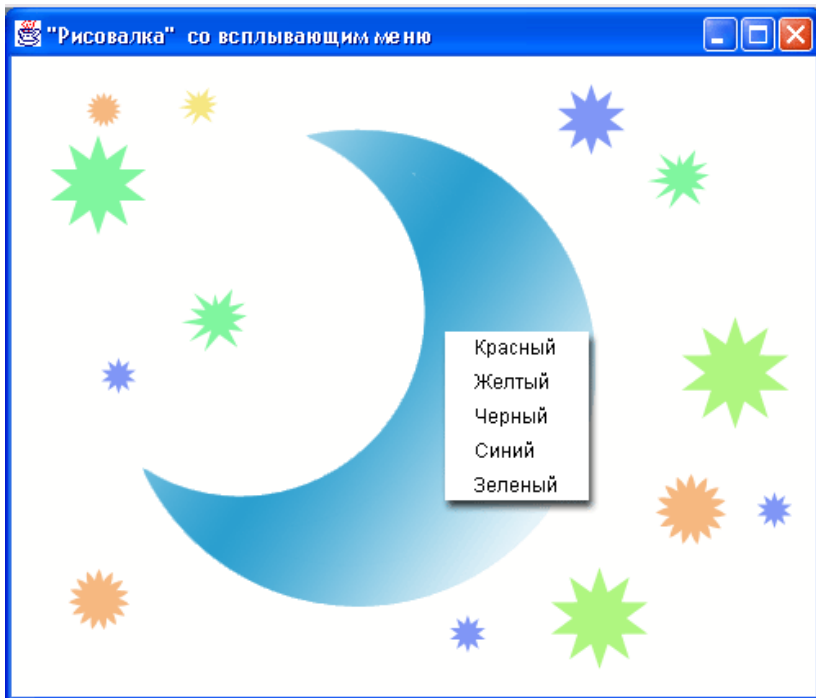 "Рисовалка" со всплывающим меню
Красный
Желтый
Черный
Синий
Зеленый